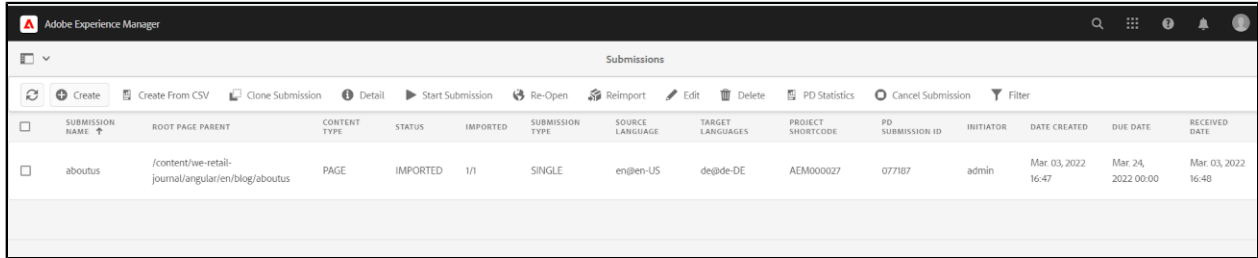 Adobe Experience Manager
Submissions
Create Create From CSV Clone Submission Detail Start Submission Re-Open Reimport Edit Delete PD Statistics Cancel Submission Filter
SUBMISSION NAME ROOT PAGE PARENT CONTENT TYPE STATUS IMPORTED SUBMISSION TYPE SOURCE LANGUAGE TARGET LANGUAGES PROJECT SHORTCODE PD SUBMISSION ID INITIATOR DATE CREATED DUE DATE RECEIVED DATE
aboutus /content/we-retail-journal/angular/en/blog/aboutus PAGE IMPORTED 1/1 SINGLE en@en-US de@de-DE AEM000027 077187 admin Mar. 03, 2022 16:47 Mar. 24, 2022 00:00 Mar. 03, 2022 16:48